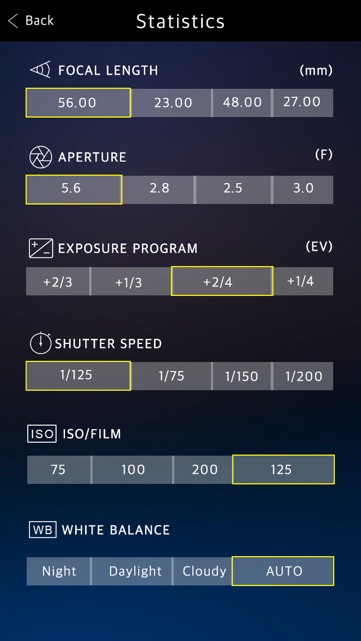 Back Statistics
FOCAL LENGTH (mm)
56.00 23.00 48.00 27.00
APERTURE (F)
5.6 2.8 2.5 3.0
EXPOSURE PROGRAM (EV)
+2/3 +1/3 +2/4 +1/4
SHUTTER SPEED
1/125 1/75 1/150 1/200
ISO ISO/FILM
75 100 200 125
WB WHITE BALANCE
Night Daylight Cloudy AUTO